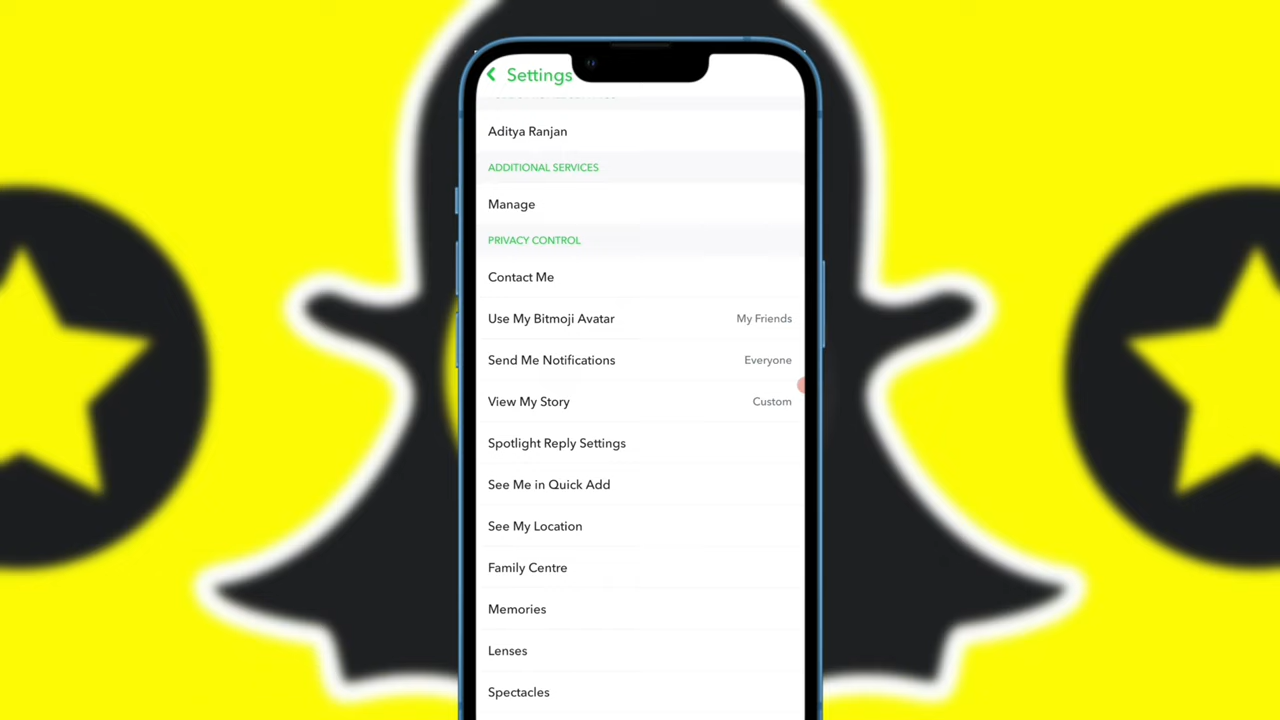 Settings
Aditya Ranjan
ADDITIONAL SERVICES
Manage
PRIVACY CONTROL
Contact Me
Use My Bitmoji Avatar My Friends
Send Me Notifications Everyone
View My Story Custom
Spotlight Reply Settings
See Me in Quick Add
See My Location
Family Centre
Memories
Lenses
Spectacles